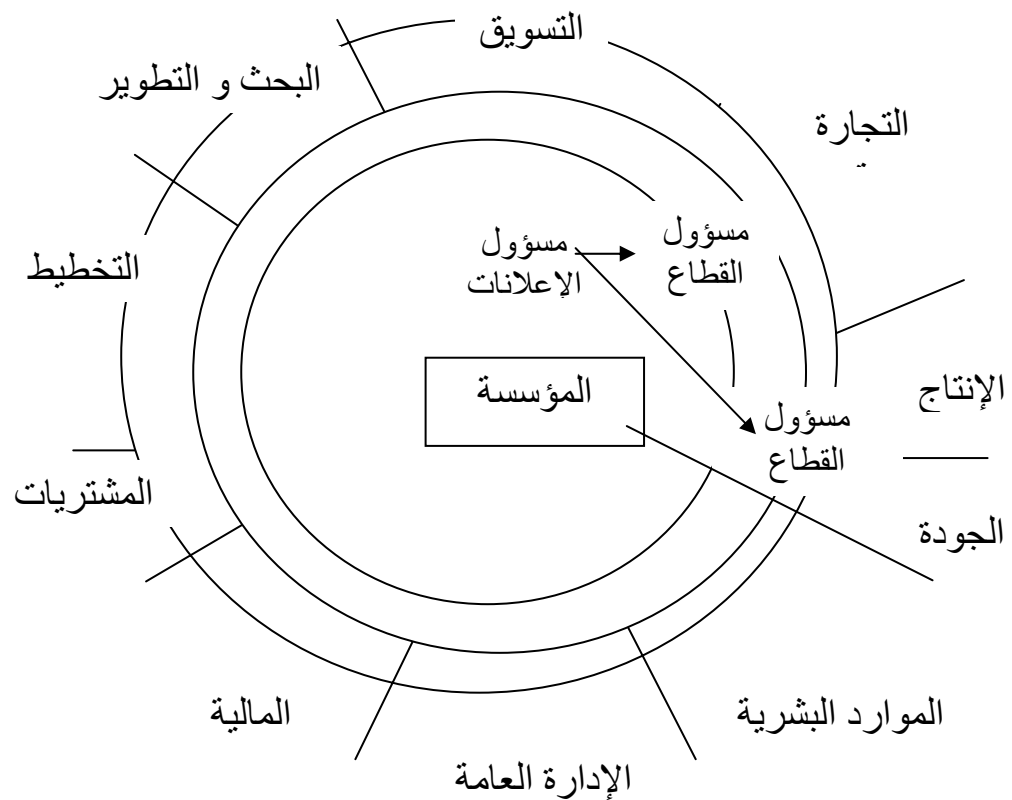 التسويق
البحث و التطوير
التجارة
مسؤول
القطاع
مسؤول
الإعلانات
التخطيط
المؤسسة
الإنتاج
مسؤول
القطاع
المشتريات
الجودة
المالية
الموارد البشرية
الإدارة العامة